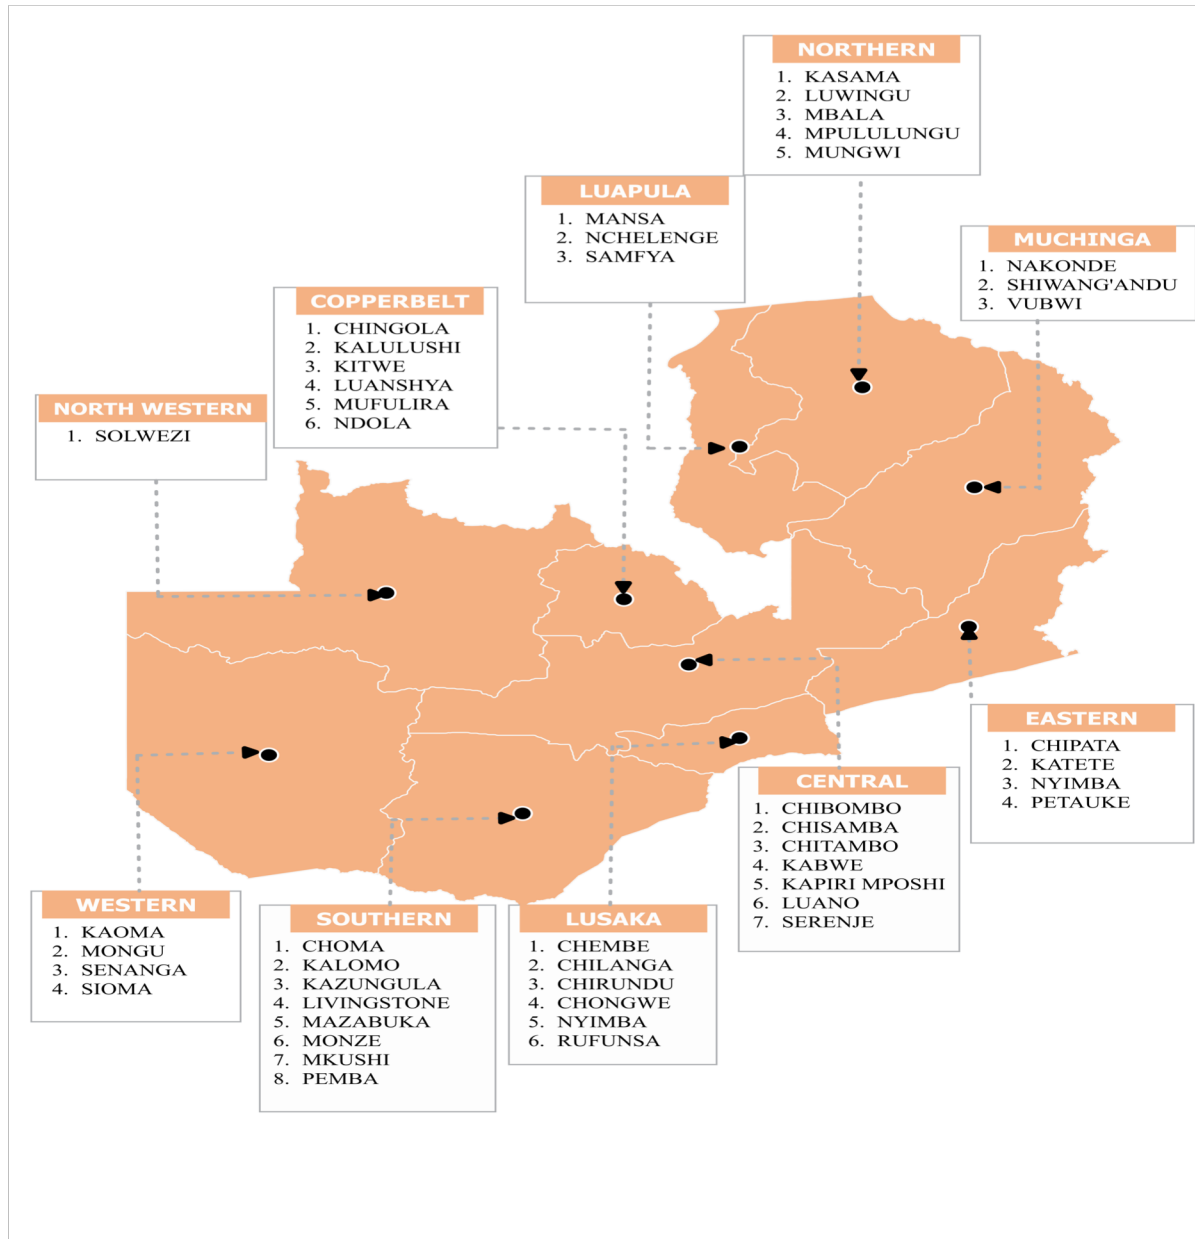 NORTHERN
1. KASAMA
2. LUWINGU
3. MBALA
4. MPULULUNGU
5. MUNGWI
LUAPULA
1. MANSA
2. NCHELENGE
3. SAMFYA
MUCHINGA
1. NAKONDE
2. SHIWANG'ANDU
3. VUBWI
COPPERBELT
1. CHINGOLA
2. KALULUSHI
3. KITWE
4. LUANSHYA
5. MUFULIRA
6. NDOLA
NORTH WESTERN
1. SOLWEZI
EASTERN
1. CHIPATA
2. KATETE
3. NYIMBA
4. PETAUKE
CENTRAL
1. CHIBOMBO
2. CHISAMBA
3. CHITAMBO
4. KABWE
5. KAPIRI MPOSHI
6. LUANO
7. SERENJE
WESTERN
1. KAOMA
2. MONGU
3. SENANGA
4. SIOMA
SOUTHERN
1. CHOMA
2. KALOMO
3. KAZUNGULA
4. LIVINGSTONE
5. MAZABUKA
6. MONZE
7. MKUSHI
8. PEMBA
LUSAKA
1. CHEMBE
2. CHILANGA
3. CHIRUNDU
4. CHONGWE
5. NYIMBA
6. RUFUNSA